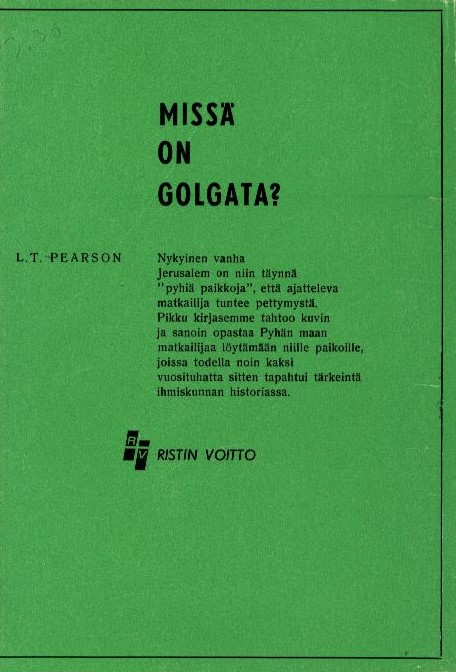 MISSÄ
ON
GOLGATA?
L.T. PEARSON
Nykyinen vanha
Jerusalem on niin täynnä
"pyhiä paikkoja", että ajatteleva
matkailija tuntee pettymystä.
Pikku kirjasemme tahtoo kuvin
ja sanoin opastaa Pyhän maan
matkailijaa löytämään niille paikoille,
joissa todella noin kaksi
vuosituhatta sitten tapahtui tärkeintä
ihmiskunnan historiassa.
RV RISTIN VOITTO